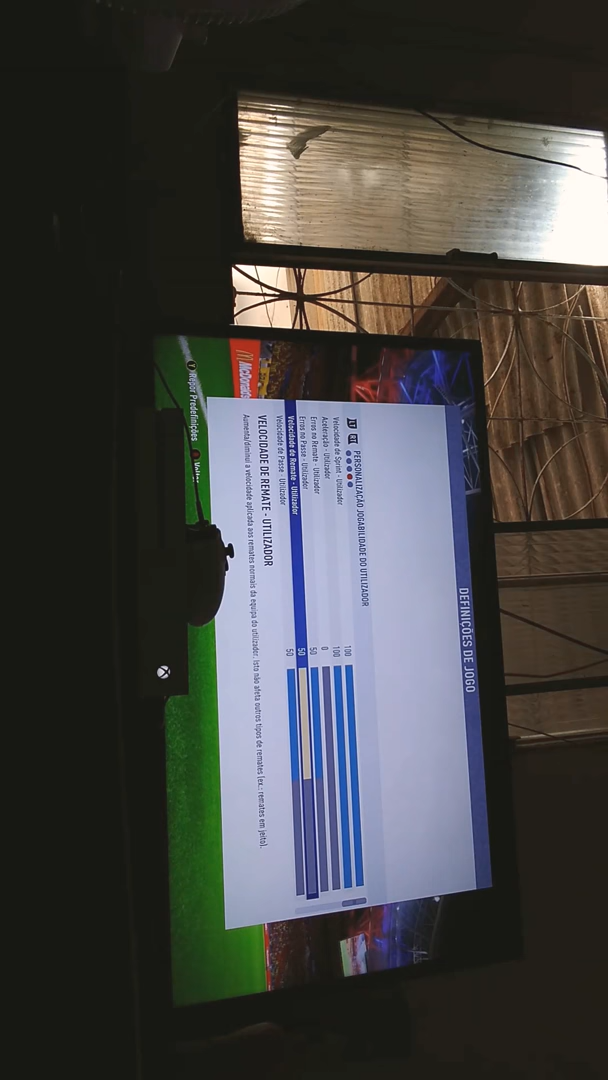 DEFINIÇÕES DE JOGO
PERSONALIZAÇÃO JOGABILIDADE DO UTILIZADOR
Velocidade de Sprint - Utilizador 100
Aceleração - Utilizador 100
Erros no Remate - Utilizador 0
Erros no Passe - Utilizador 50
Velocidade de Remate - Utilizador 50
Velocidade de Passe - Utilizador 50
VELOCIDADE DE REMATE - UTILIZADOR
Aumenta/diminui a velocidade aplicada aos remates normais da equipa do utilizador. Isto não afeta outros tipos de remates (ex.: remates em jeito).
Y Repor Predefinições